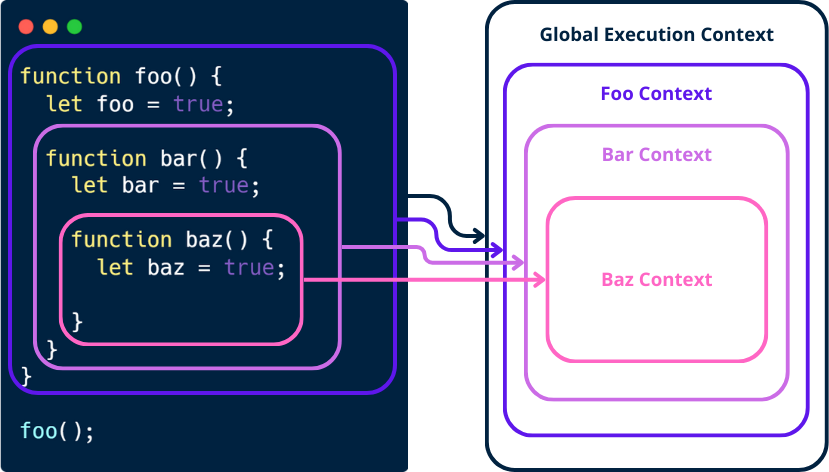 function foo() {
let foo = true;
function bar() {
let bar = true;
function baz() {
let baz = true;
}
}
}
foo();
Global Execution Context
Foo Context
Bar Context
Baz Context